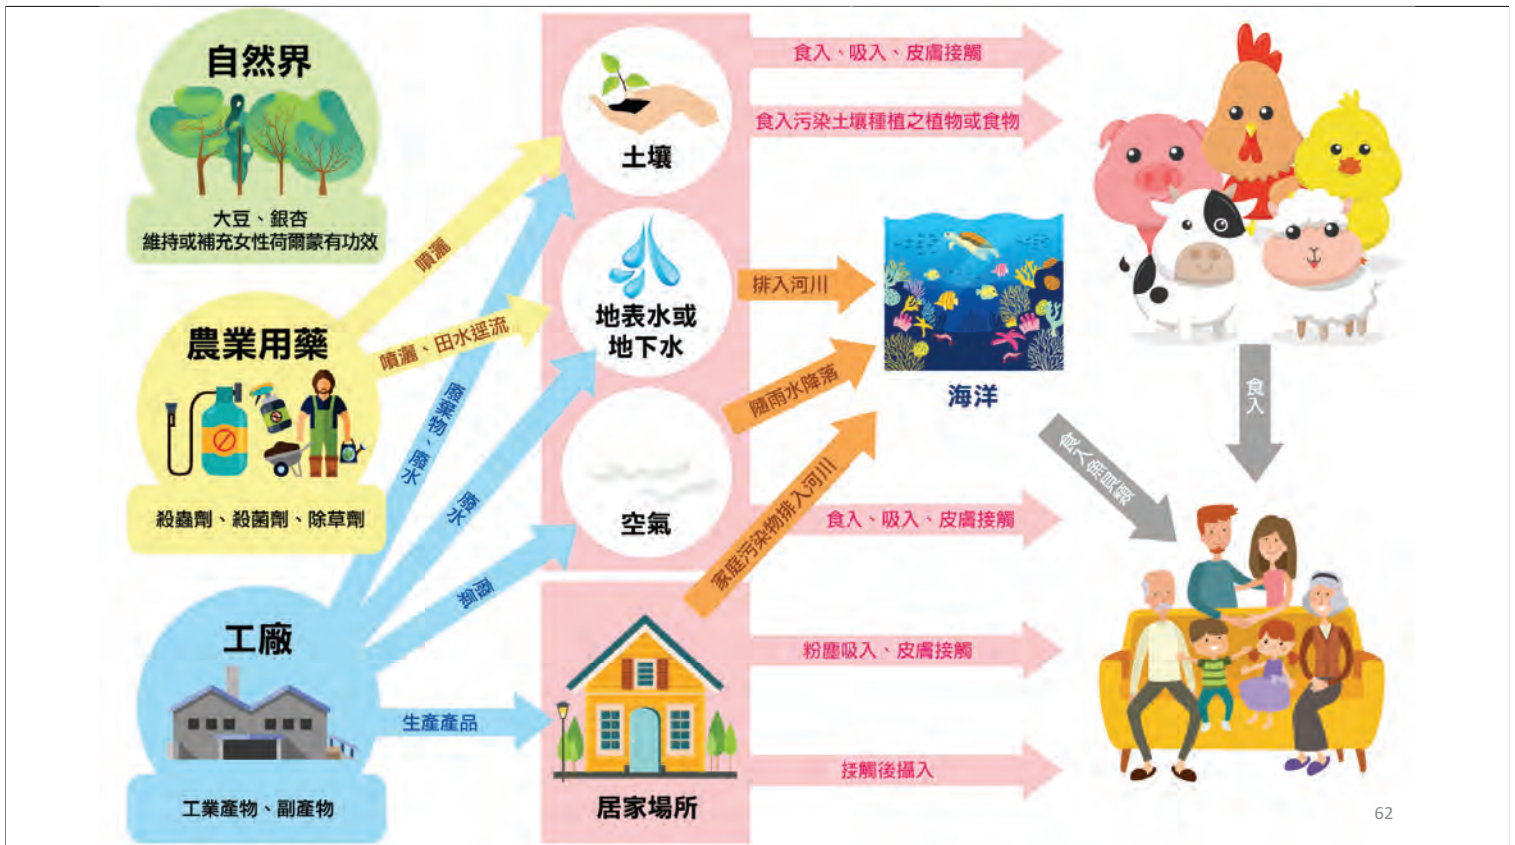 自然界
大豆、銀杏
維持或補充女性荷爾蒙有功效
農業用藥
殺蟲劑、殺菌劑、除草劑
工廠
工業產物、副產物
噴灑
噴灑、田水逕流
廢棄物、廢水
廢水
廢氣
生產產品
土壤
地表水或
地下水
空氣
居家場所
食入、吸入、皮膚接觸
食入污染土壤種植之植物或食物
排入河川
隨雨水降落
家庭污染物排入河川
海洋
食入、吸入、皮膚接觸
粉塵吸入、皮膚接觸
接觸後攝入
食入
食入魚貝類
62